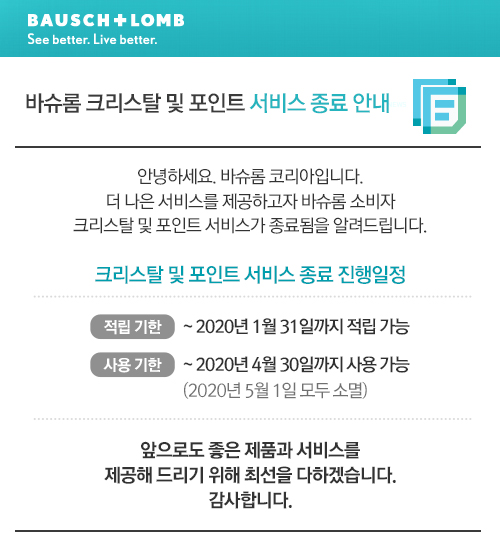 BAUSCH+LOMB
See better. Live better.
바슈롬 크리스탈 및 포인트 서비스 종료 안내
안녕하세요. 바슈롬 코리아입니다.
더 나은 서비스를 제공하고자 바슈롬 소비자
크리스탈 및 포인트 서비스가 종료됨을 알려드립니다.
크리스탈 및 포인트 서비스 종료 진행일정
적립 기한 ~ 2020년 1월 31일까지 적립 가능
사용 기한 ~ 2020년 4월 30일까지 사용 가능
(2020년 5월 1일 모두 소멸)
앞으로도 좋은 제품과 서비스를
제공해 드리기 위해 최선을 다하겠습니다.
감사합니다.